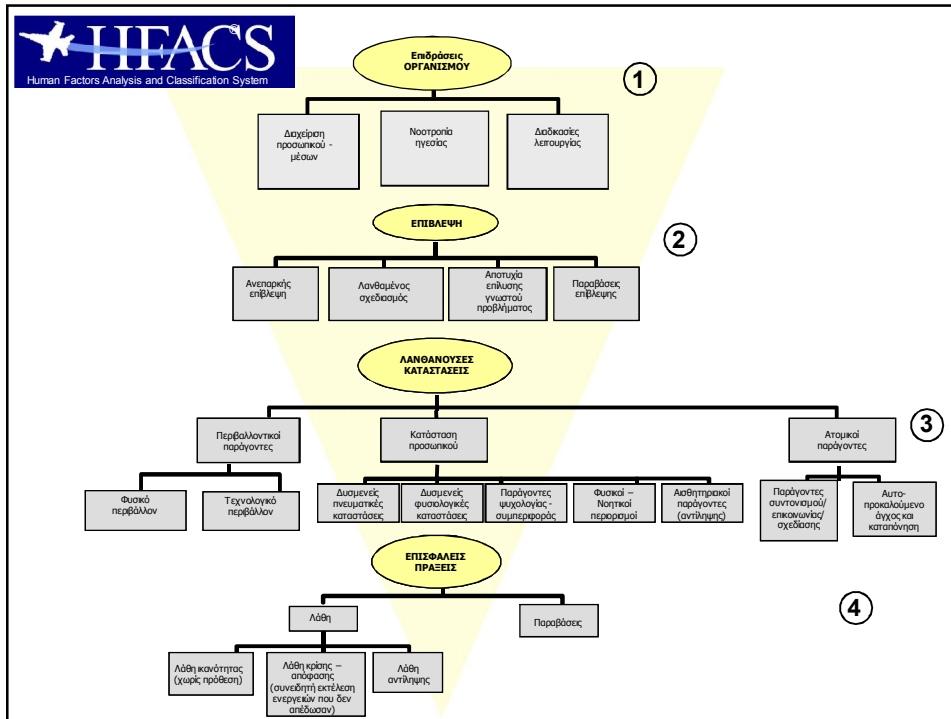 HFACS®
Human Factors Analysis and Classification System
Επιδράσεις
ΟΡΓΑΝΙΣΜΟΥ
1
Διαχείριση
προσωπικού -
μέσων
Νοοτροπία
ηγεσίας
Διαδικασίες
λειτουργίας
ΕΠΙΒΛΕΨΗ
2
Ανεπαρκής
επίβλεψη
Λανθαμένος
σχεδιασμός
Αποτυχία
επίλυσης
γνωστού
προβλήματος
Παραβάσεις
επίβλεψης
ΛΑΝΘΑΝΟΥΣΕΣ
ΚΑΤΑΣΤΑΣΕΙΣ
3
Περιβαλλοντικοί
παράγοντες
Κατάσταση
προσωπικού
Ατομικοί
παράγοντες
Φυσικό
περιβάλλον
Τεχνολογικό
περιβάλλον
Δυσμενείς
πνευματικές
καταστάσεις
Δυσμενείς
φυσιολογικές
καταστάσεις
Παράγοντες
ψυχολογίας -
συμπεριφοράς
Φυσικοί –
Νοητικοί
περιορισμοί
Αισθητηριακοί
παράγοντες
(αντίληψης)
Παράγοντες
συντονισμού/
επικοινωνίας/
σχεδίασης
Αυτο-
προκαλούμενο
άγχος και
καταπόνηση
ΕΠΙΣΦΑΛΕΙΣ
ΠΡΑΞΕΙΣ
4
Λάθη
Παραβάσεις
Λάθη ικανότητας
(χωρίς πρόθεση)
Λάθη κρίσης –
απόφασης
(συνειδητή εκτέλεση
ενεργειών που δεν
απέδωσαν)
Λάθη
αντίληψης